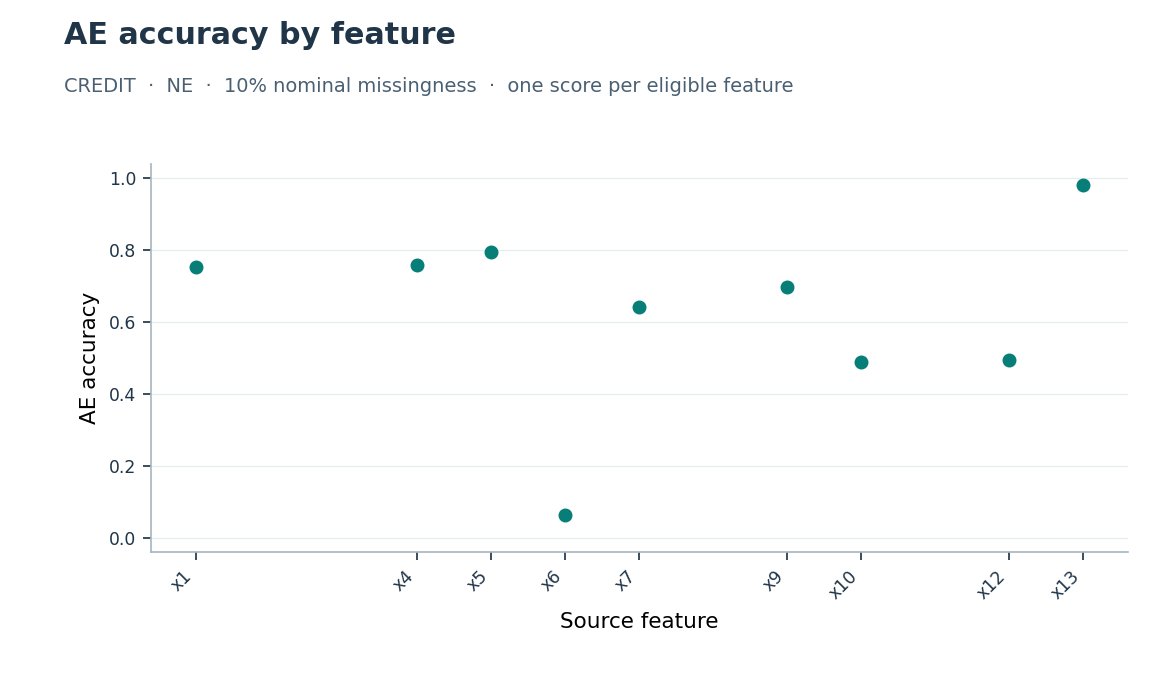 AE accuracy by feature
CREDIT · NE · 10% nominal missingness · one score per eligible feature
AE accuracy
1.0
0.8
0.6
0.4
0.2
0.0
x1 x4 x5 x6 x7 x9 x10 x12 x13
Source feature